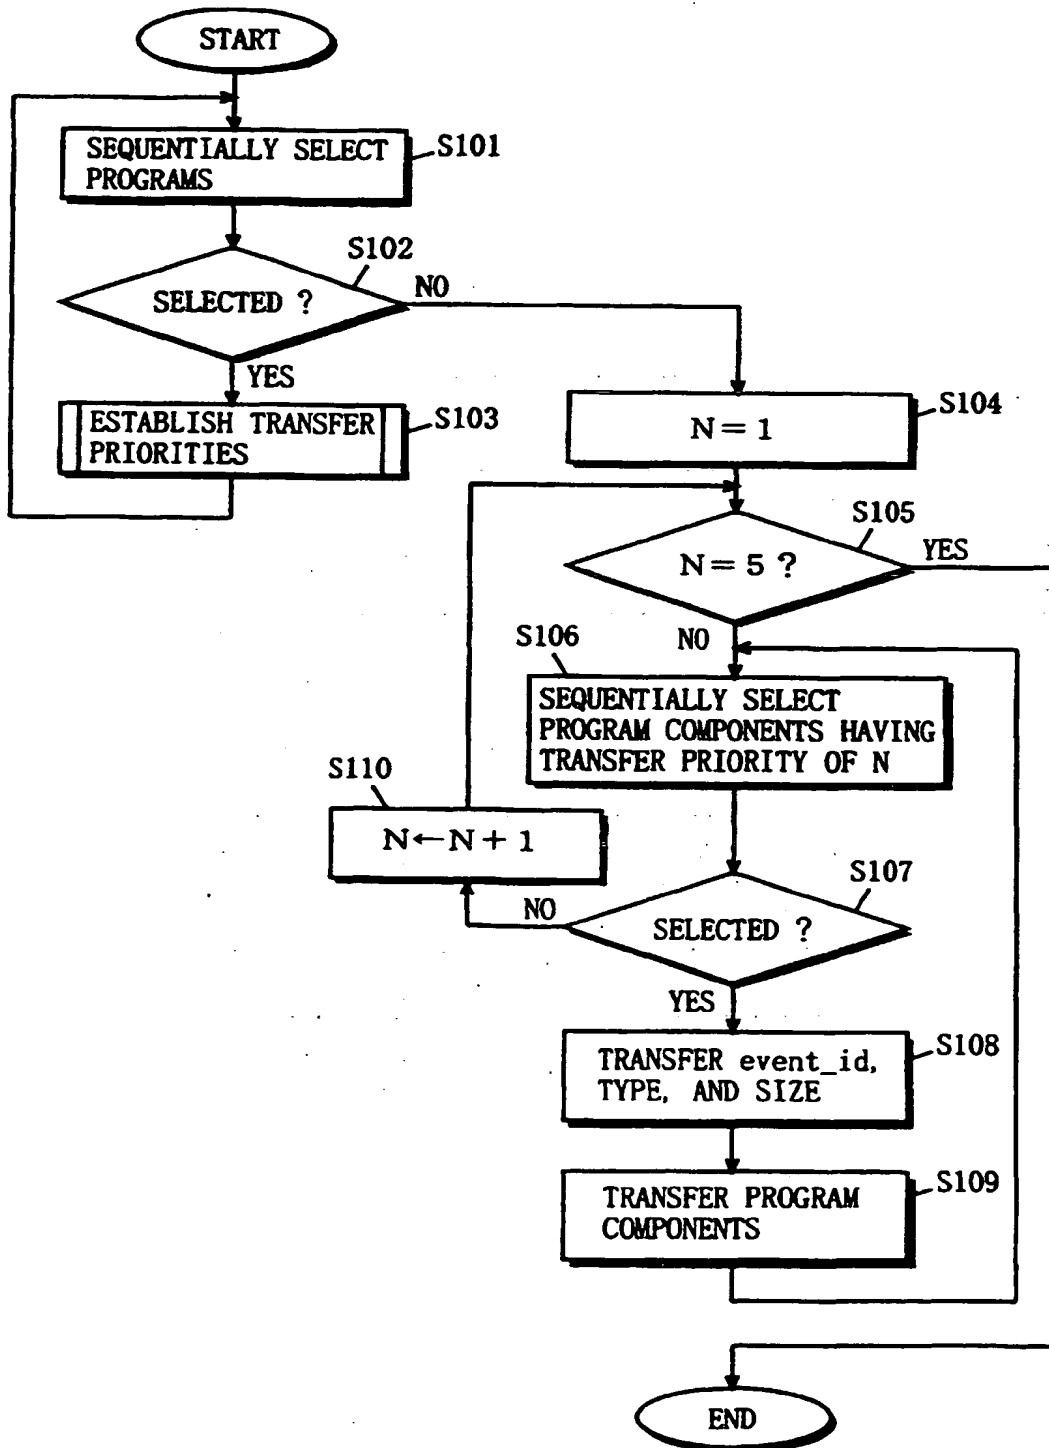 START
SEQUENTIALLY SELECT
PROGRAMS
S101
S102
SELECTED ?
NO
YES
ESTABLISH TRANSFER
PRIORITIES
S103
S104
N = 1
S105
N = 5 ?
YES
NO
S106
SEQUENTIALLY SELECT
PROGRAM COMPONENTS HAVING
TRANSFER PRIORITY OF N
S110
N←N + 1
S107
SELECTED ?
NO
YES
TRANSFER event_id,
TYPE, AND SIZE
S108
TRANSFER PROGRAM
COMPONENTS
S109
END